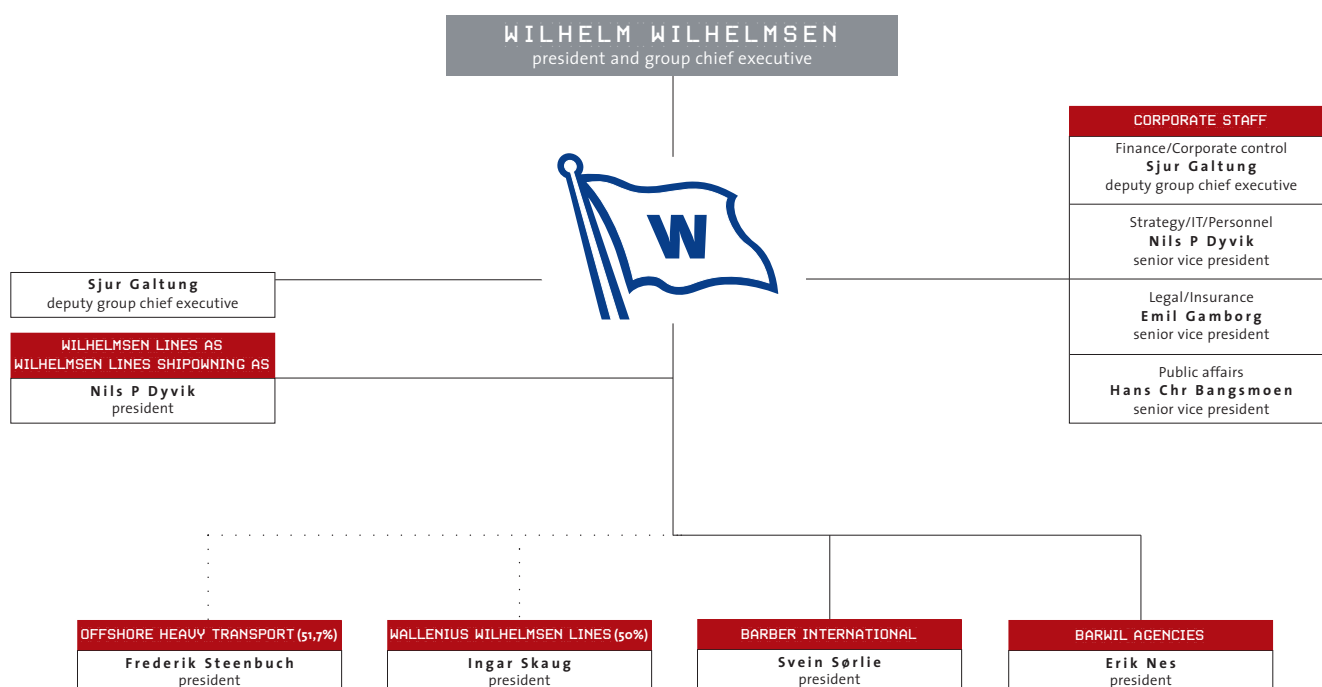 WILHELM WILHELMSEN
president and group chief executive
CORPORATE STAFF
Finance/Corporate control
Sjur Galtung
deputy group chief executive
Strategy/IT/Personnel
Nils P Dyvik
senior vice president
Legal/Insurance
Emil Gamborg
senior vice president
Public affairs
Hans Chr Bangsmoen
senior vice president
W
Sjur Galtung
deputy group chief executive
WILHELMSEN LINES AS
WILHELMSEN LINES SHIPOWNING AS
Nils P Dyvik
president
OFFSHORE HEAVY TRANSPORT (51,7%)
Frederik Steenbuch
president
WALLENIUS WILHELMSEN LINES (50%)
Ingar Skaug
president
BARBER INTERNATIONAL
Svein Sørlie
president
BARWIL AGENCIES
Erik Nes
president